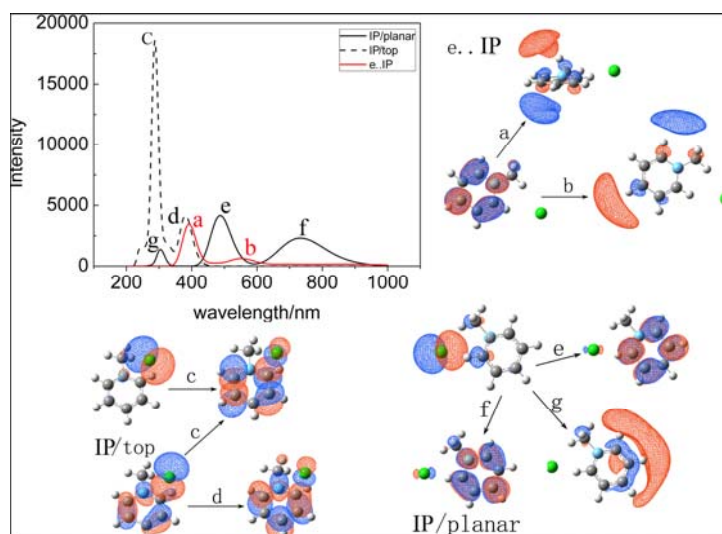 20000
15000
10000
5000
0
Intensity
200 400 600 800 1000
wavelength/nm
IP/planar
IP/top
e..IP
c
d
a
e
f
g
b
e..IP
a
b
c
c
IP/top
d
e
f
g
IP/planar